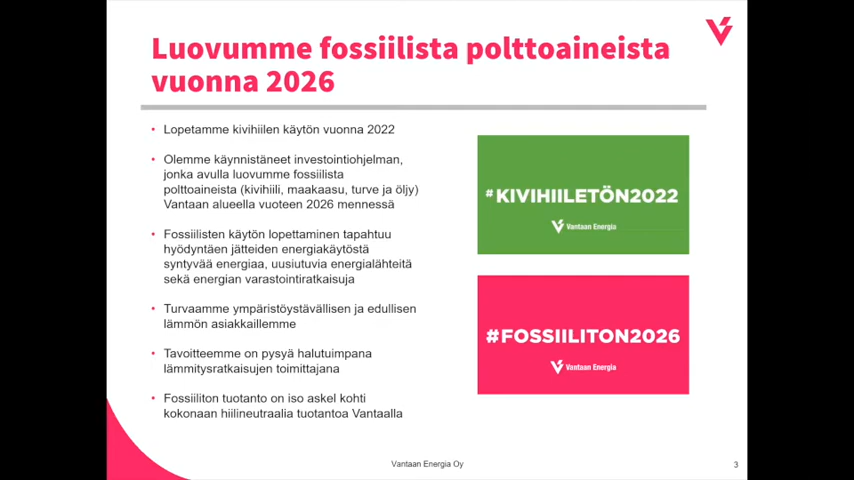 Luovumme fossiilista polttoaineista
vuonna 2026
• Lopetamme kivihiilen käytön vuonna 2022
• Olemme käynnistäneet investointiohjelman,
jonka avulla luovumme fossiilista
polttoaineista (kivihiili, maakaasu, turve ja öljy)
Vantaan alueella vuoteen 2026 mennessä
• Fossiilisten käytön lopettaminen tapahtuu
hyödyntäen jätteiden energiakäytöstä
syntyvää energiaa, uusiutuvia energialähteitä
sekä energian varastointiratkaisuja
• Turvaamme ympäristöystävällisen ja edullisen
lämmön asiakkaillemme
• Tavoitteemme on pysyä halutuimpana
lämmitysratkaisujen toimittajana
• Fossiiliton tuotanto on iso askel kohti
kokonaan hiilineutraalia tuotantoa Vantaalla
#KIVIHIILETÖN2022
Vantaan Energia
#FOSSIILITON2026
Vantaan Energia
Vantaan Energia Oy
3